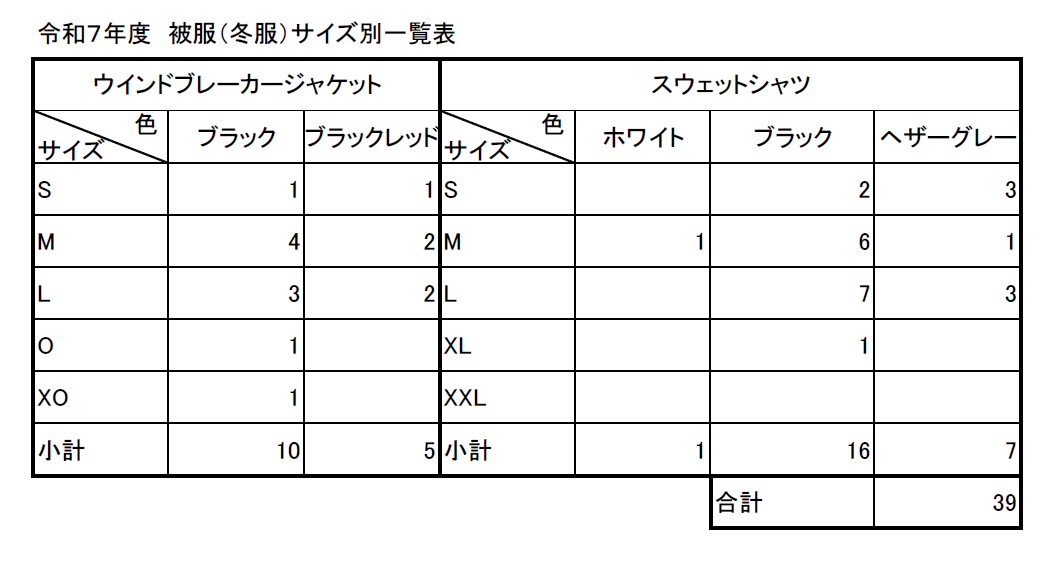 令和7年度 被服(冬服)サイズ別一覧表
ウインドブレーカージャケット スウェットシャツ
色 サイズ ブラック ブラックレッド 色 サイズ ホワイト ブラック ヘザーグレー
S 1 1 S 2 3
M 4 2 M 1 6 1
L 3 2 L 7 3
O 1 XL 1
XO 1 XXL
小計 10 5 小計 1 16 7
合計 39